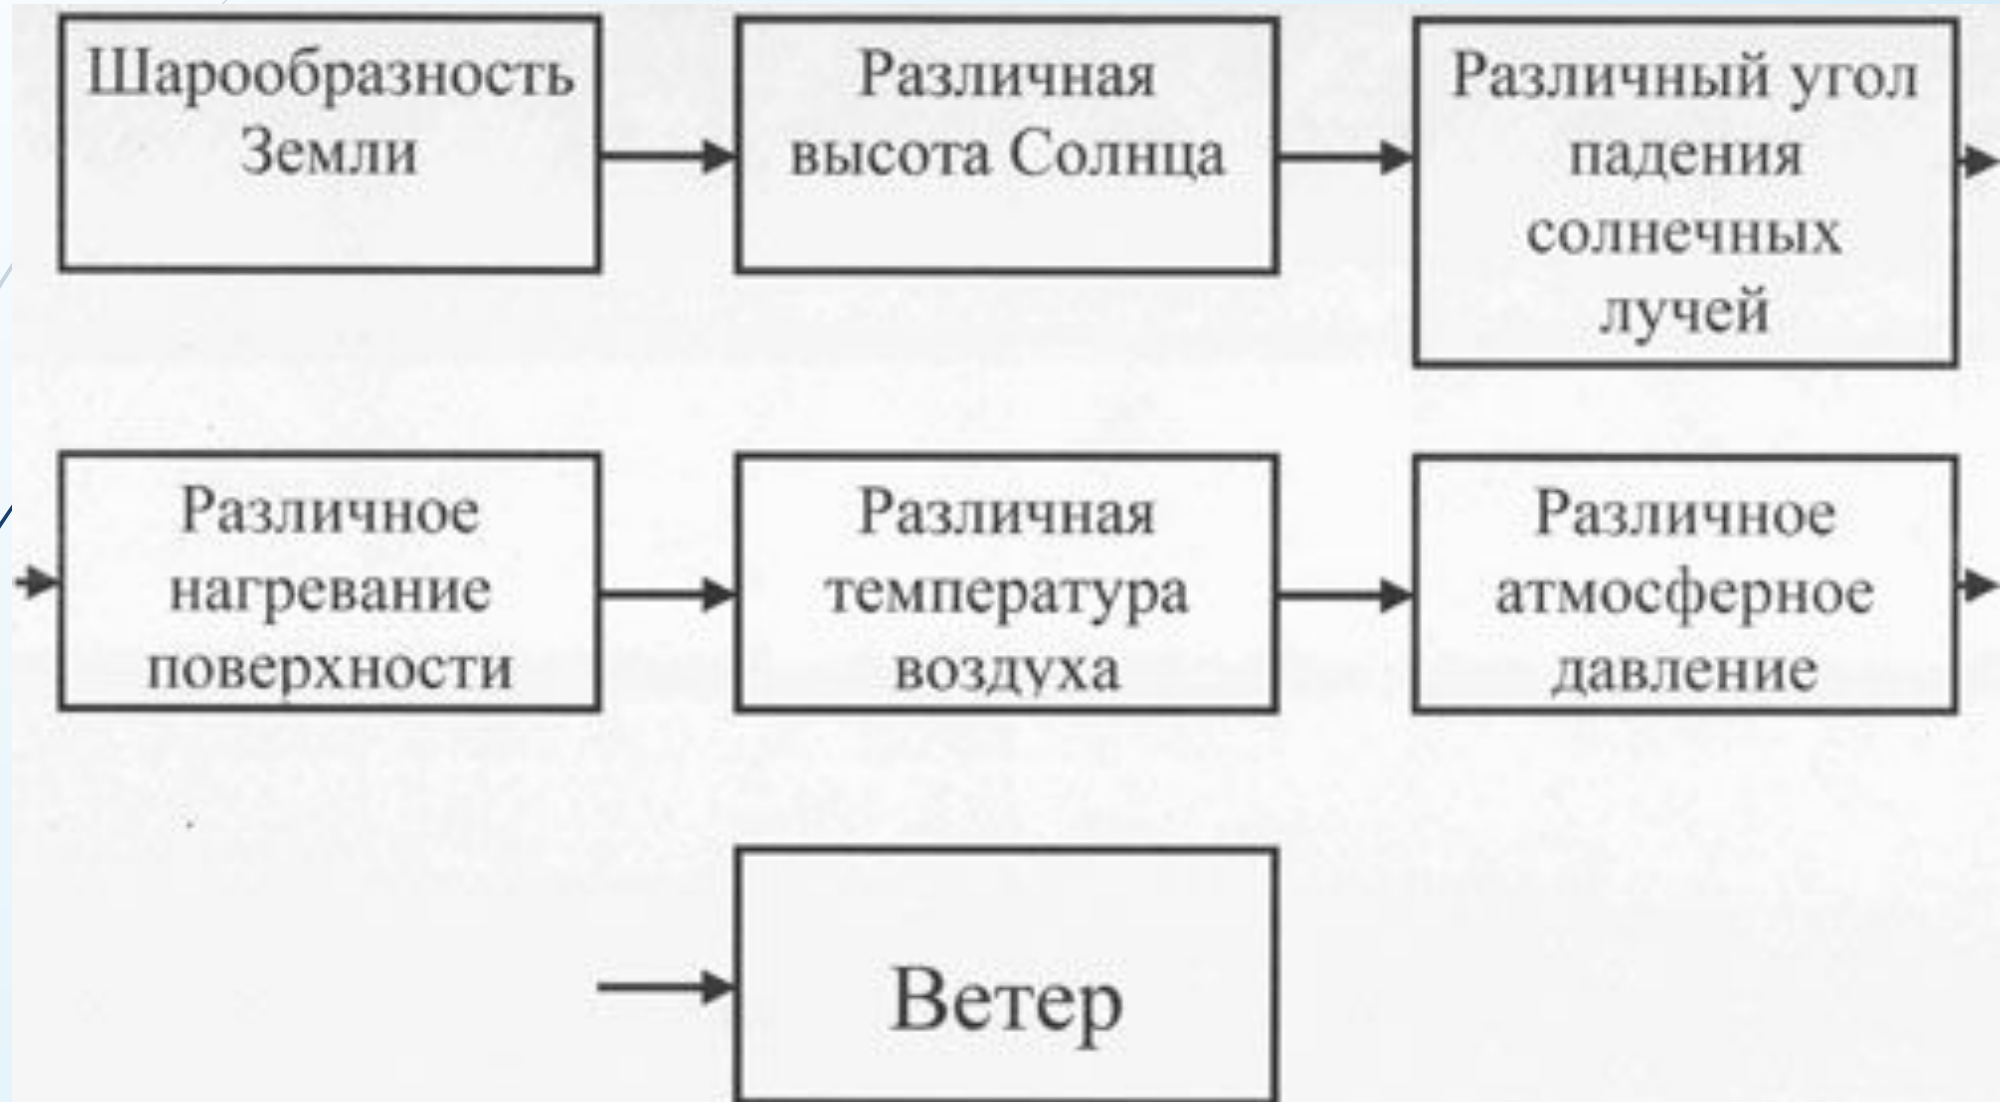 Шарообразность
Земли
Различная
высота Солнца
Различный угол
падения
солнечных
лучей
Различное
нагревание
поверхности
Различная
температура
воздуха
Различное
атмосферное
давление
Ветер